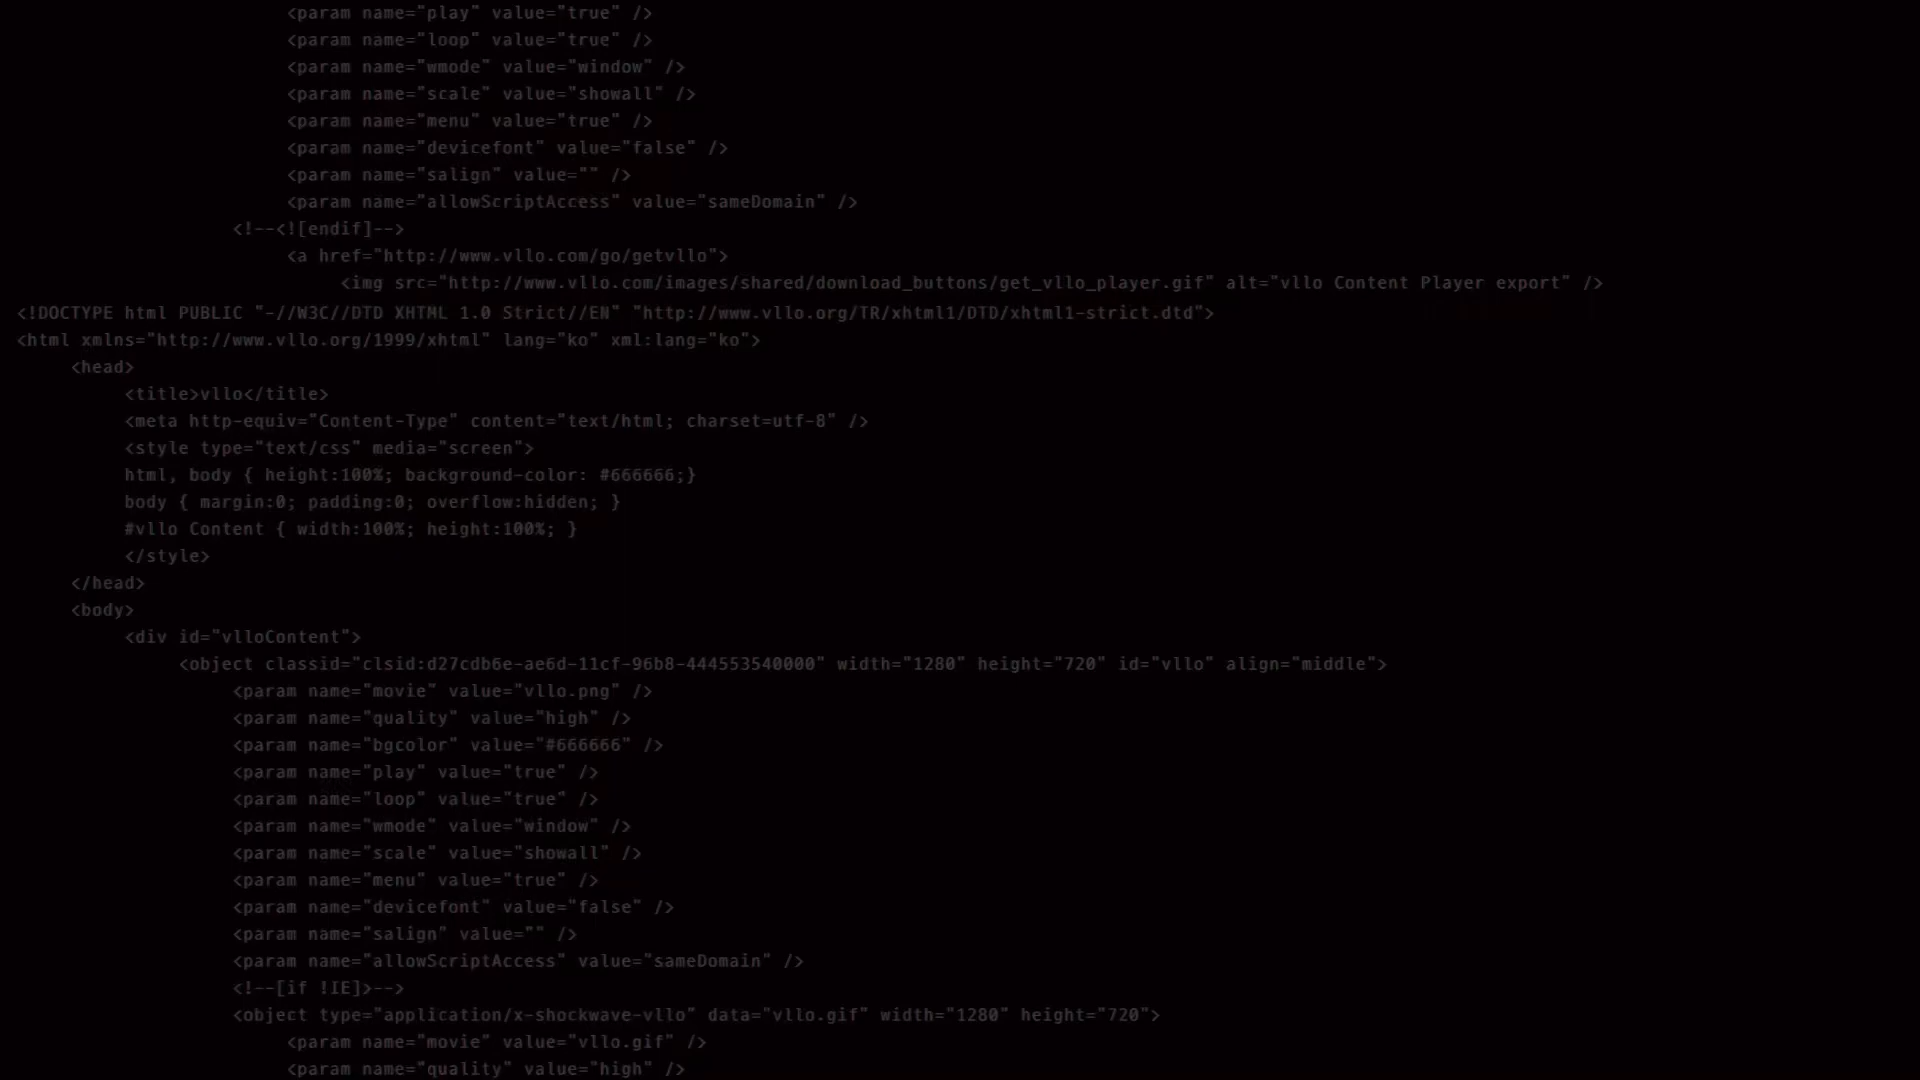 <param name="play" value="true" />
<param name="loop" value="true" />
<param name="wmode" value="window" />
<param name="scale" value="showall" />
<param name="menu" value="true" />
<param name="devicefont" value="false" />
<param name="salign" value="" />
<param name="allowScriptAccess" value="sameDomain" />
<!--<![endif]-->
<a href="http://www.vllo.com/go/getvllo">
<img src="http://www.vllo.com/images/shared/download_buttons/get_vllo_player.gif" alt="vllo Content Player export" />
<!DOCTYPE html PUBLIC "-//W3C//DTD XHTML 1.0 Strict//EN" "http://www.vllo.org/TR/xhtml1/DTD/xhtml1-strict.dtd">
<html xmlns="http://www.vllo.org/1999/xhtml" lang="ko" xml:lang="ko">
<head>
<title>vllo</title>
<meta http-equiv="Content-Type" content="text/html; charset=utf-8" />
<style type="text/css" media="screen">
html, body { height:100%; background-color: #666666;}
body { margin:0; padding:0; overflow:hidden; }
#vllo Content { width:100%; height:100%; }
</style>
</head>
<body>
<div id="vlloContent">
<object classid="clsid:d27cdb6e-ae6d-11cf-96b8-444553540000" width="1280" height="720" id="vllo" align="middle">
<param name="movie" value="vllo.png" />
<param name="quality" value="high" />
<param name="bgcolor" value="#666666" />
<param name="play" value="true" />
<param name="loop" value="true" />
<param name="wmode" value="window" />
<param name="scale" value="showall" />
<param name="menu" value="true" />
<param name="devicefont" value="false" />
<param name="salign" value="" />
<param name="allowScriptAccess" value="sameDomain" />
<!--[if !IE]>-->
<object type="application/x-shockwave-vllo" data="vllo.gif" width="1280" height="720">
<param name="movie" value="vllo.gif" />
<param name="quality" value="high" />